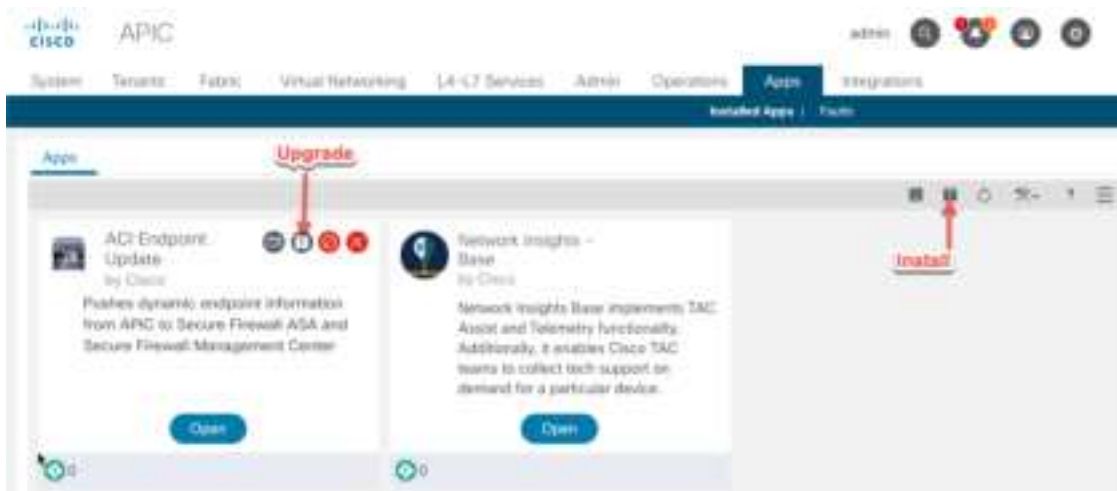 CISCO
APIC
admin
System Tenants Fabric Virtual Networking L4-L7 Services Admin Operations Apps Integrations
Installed Apps | Faults
Apps
Upgrade
Install
ACI Endpoint
Update
by Cisco
Pushes dynamic endpoint information
from APIC to Secure Firewall ASA and
Secure Firewall Management Center
Open
0
Network Insights –
Base
by Cisco
Network Insights Base implements TAC
Assist and Telemetry functionality.
Additionally, it enables Cisco TAC
teams to collect tech support on
demand for a particular device.
Open
0